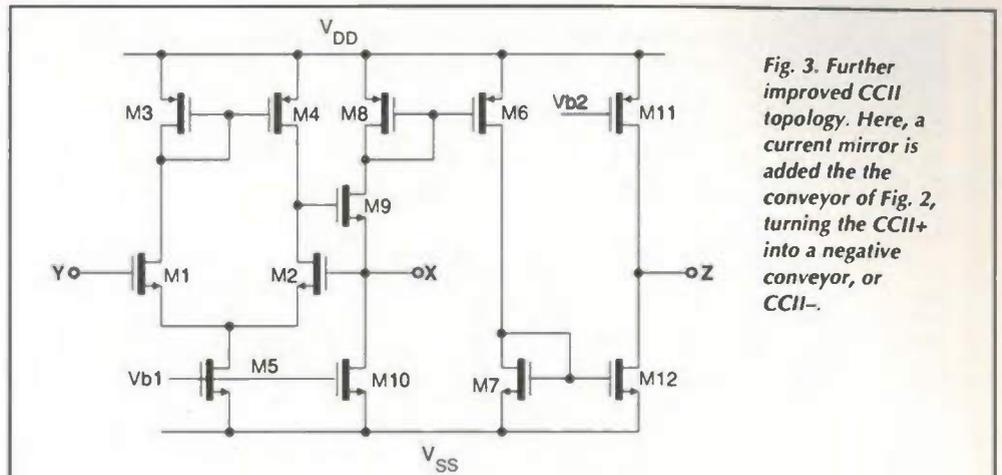 V_DD
M3
M4
M8
M6
Vb2
M11
M9
Y
M1
M2
X
Z
Vb1
M5
M10
M7
M12
V_SS
Fig. 3. Further
improved CCII
topology. Here, a
current mirror is
added the the
conveyor of Fig. 2,
turning the CCII+
into a negative
conveyor, or
CCII–.